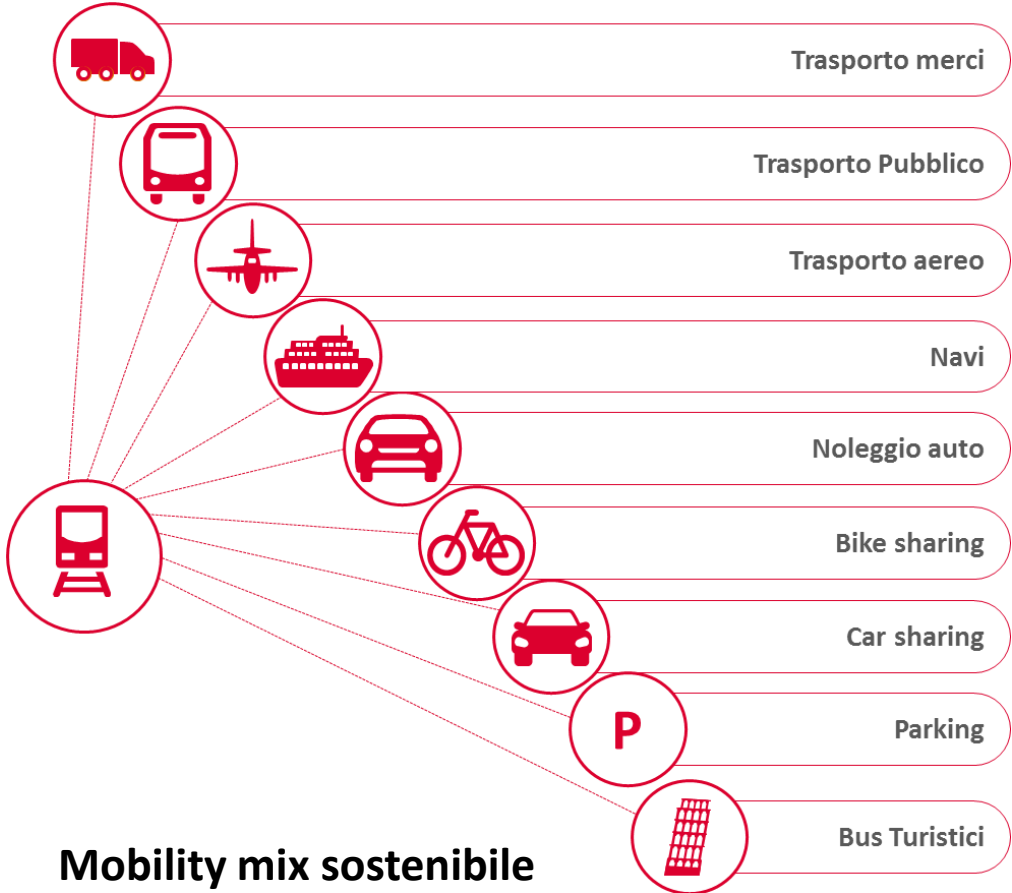 Trasporto merci
Trasporto Pubblico
Trasporto aereo
Navi
Noleggio auto
Bike sharing
Car sharing
P
Parking
Bus Turistici
Mobility mix sostenibile